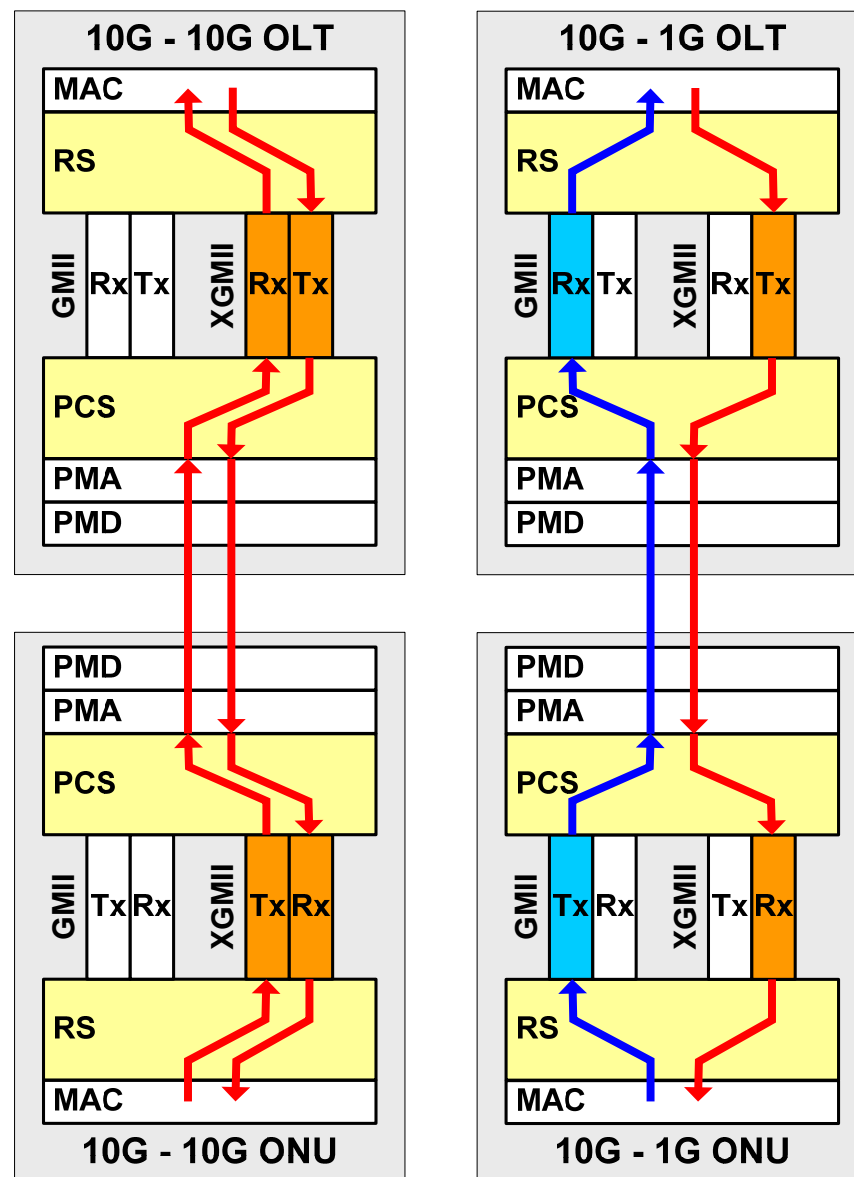 10G - 10G OLT
MAC
RS
GMII
Rx Tx
XGMII
Rx Tx
PCS
PMA
PMD
PMD
PMA
PCS
GMII
Tx Rx
XGMII
Tx Rx
RS
MAC
10G - 10G ONU
10G - 1G OLT
MAC
RS
GMII
Rx Tx
XGMII
Rx Tx
PCS
PMA
PMD
PMD
PMA
PCS
GMII
Tx Rx
XGMII
Tx Rx
RS
MAC
10G - 1G ONU